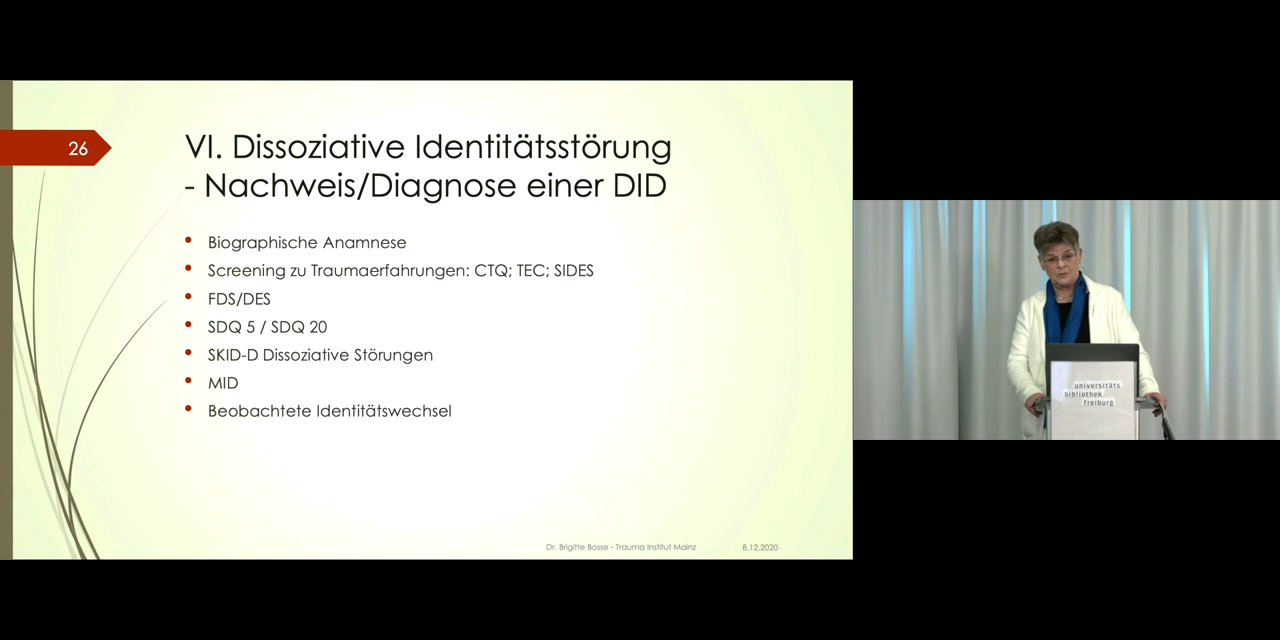 26
VI. Dissoziative Identitätsstörung
- Nachweis/Diagnose einer DID
Biographische Anamnese
Screening zu Traumaerfahrungen: CTQ; TEC; SIDES
FDS/DES
SDQ 5 / SDQ 20
SKID-D Dissoziative Störungen
MID
Beobachtete Identitätswechsel
Dr. Brigitte Bosse - Trauma Institut Mainz
8.12.2020
universitäts
bibliothek
freiburg